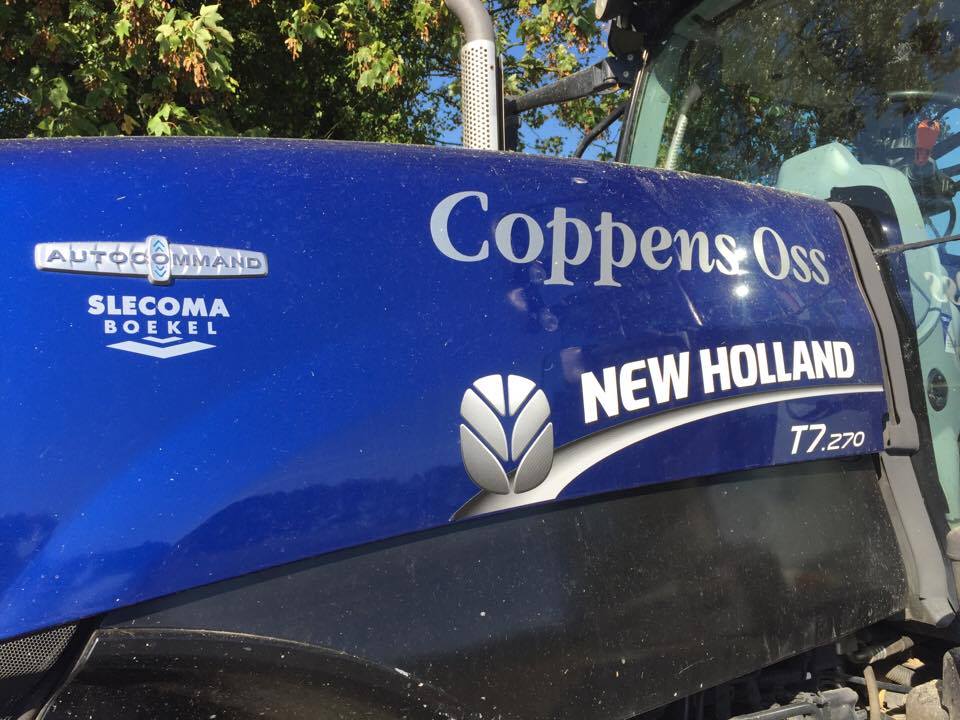 AUTOCOMMAND
SLECOMA
BOEKEL
Coppens Oss
NEW HOLLAND
T7.270